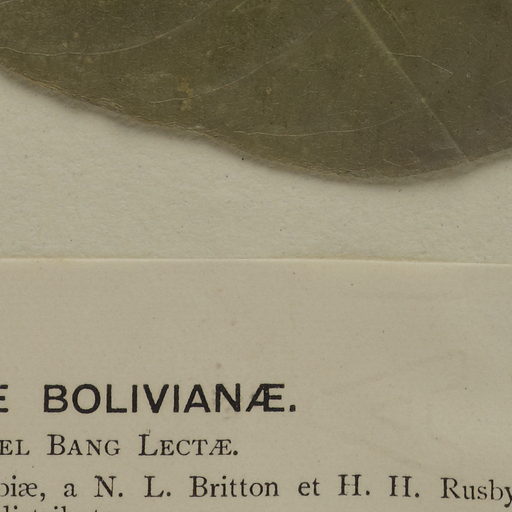 E BOLIVIANÆ.
EL BANG LECTÆ.
biæ, a N. L. Britton et H. H. Rusby